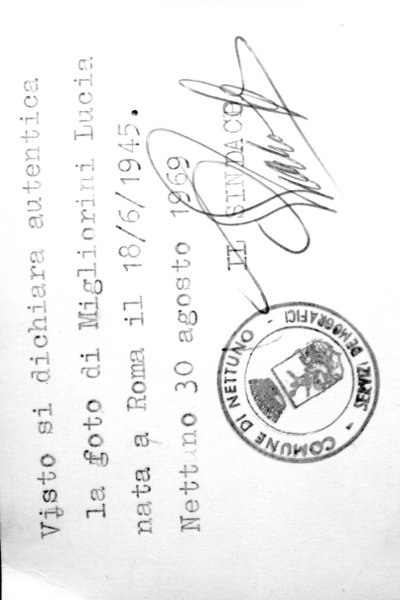 Visto si dichiara autentica
la foto di Migliorini Lucia
nata a Roma il 18/6/1945.
Nettuno 30 agosto 1969
IL SINDACO
COMUNE DI NETTUNO -
SERVIZI DEMOGRAFICI -